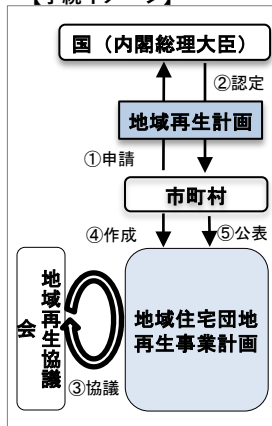 国（内閣総理大臣）
②認定
地域再生計画
①申請
市町村
④作成
⑤公表
地域再生協議
会
③協議
地域住宅団地
再生事業計画